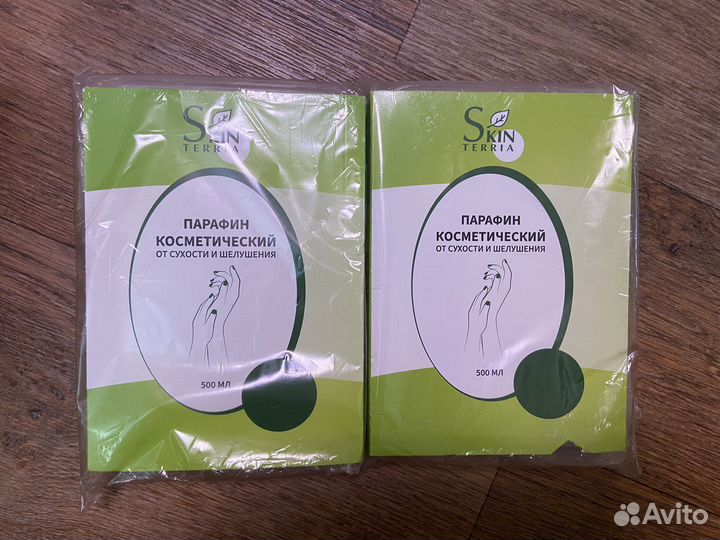 SKIN
TERRIA
ПАРАФИН
КОСМЕТИЧЕСКИЙ
ОТ СУХОСТИ И ШЕЛУШЕНИЯ
500 МЛ
SKIN
TERRIA
ПАРАФИН
КОСМЕТИЧЕСКИЙ
ОТ СУХОСТИ И ШЕЛУШЕНИЯ
500 МЛ
Avito